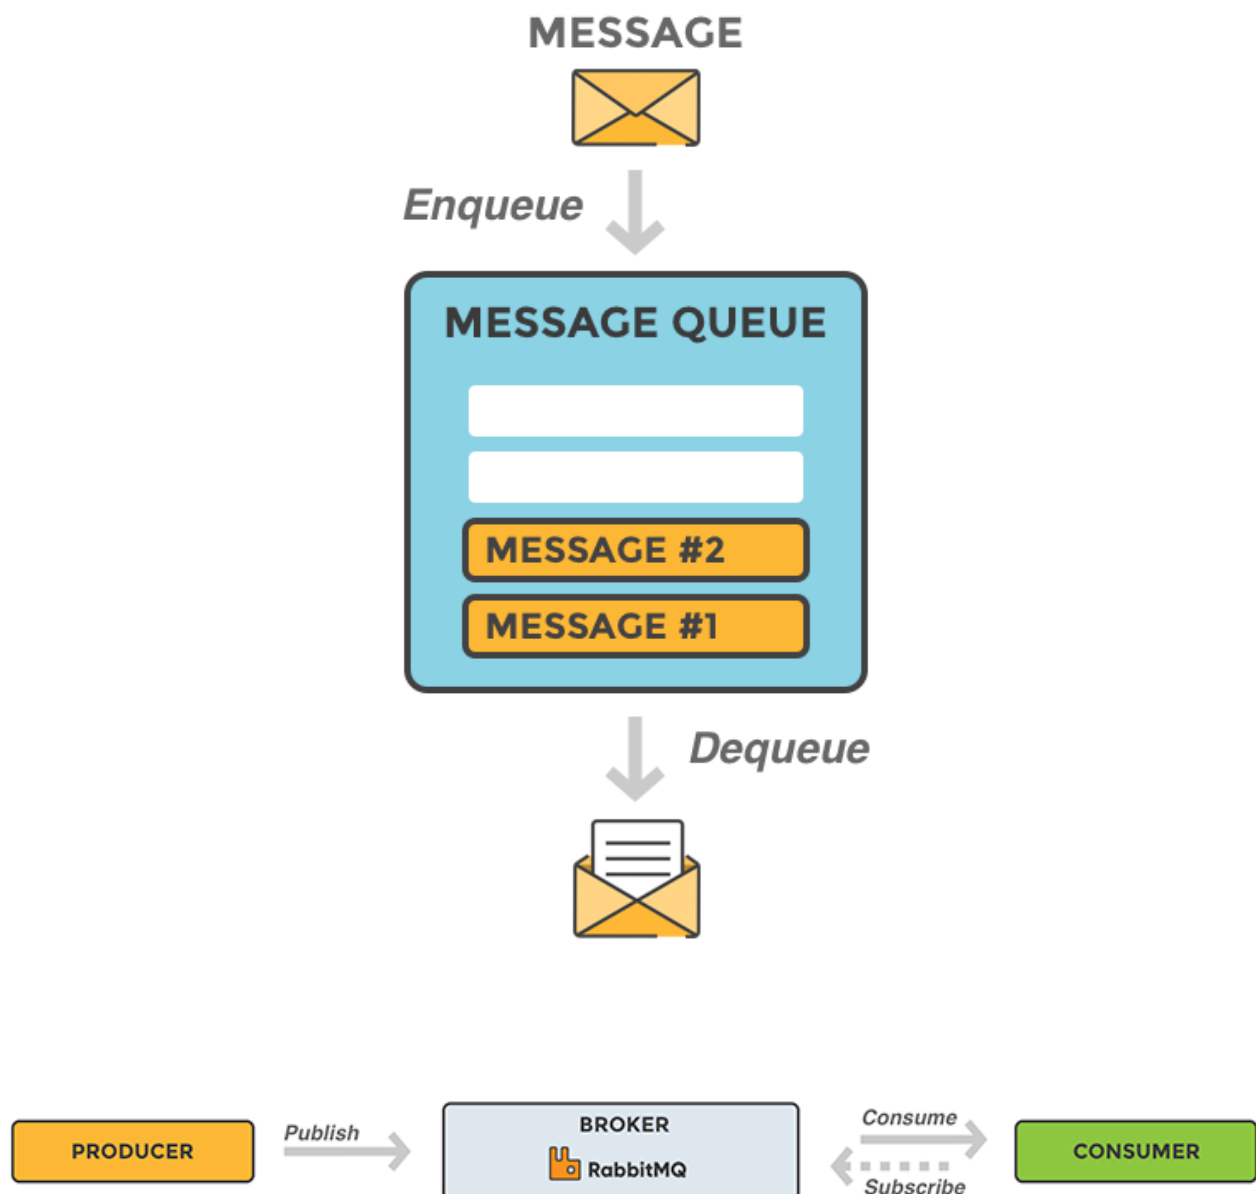 MESSAGE
Enqueue
MESSAGE QUEUE
MESSAGE #2
MESSAGE #1
Dequeue
PRODUCER
Publish
BROKER
RabbitMQ
Consume
Subscribe
CONSUMER